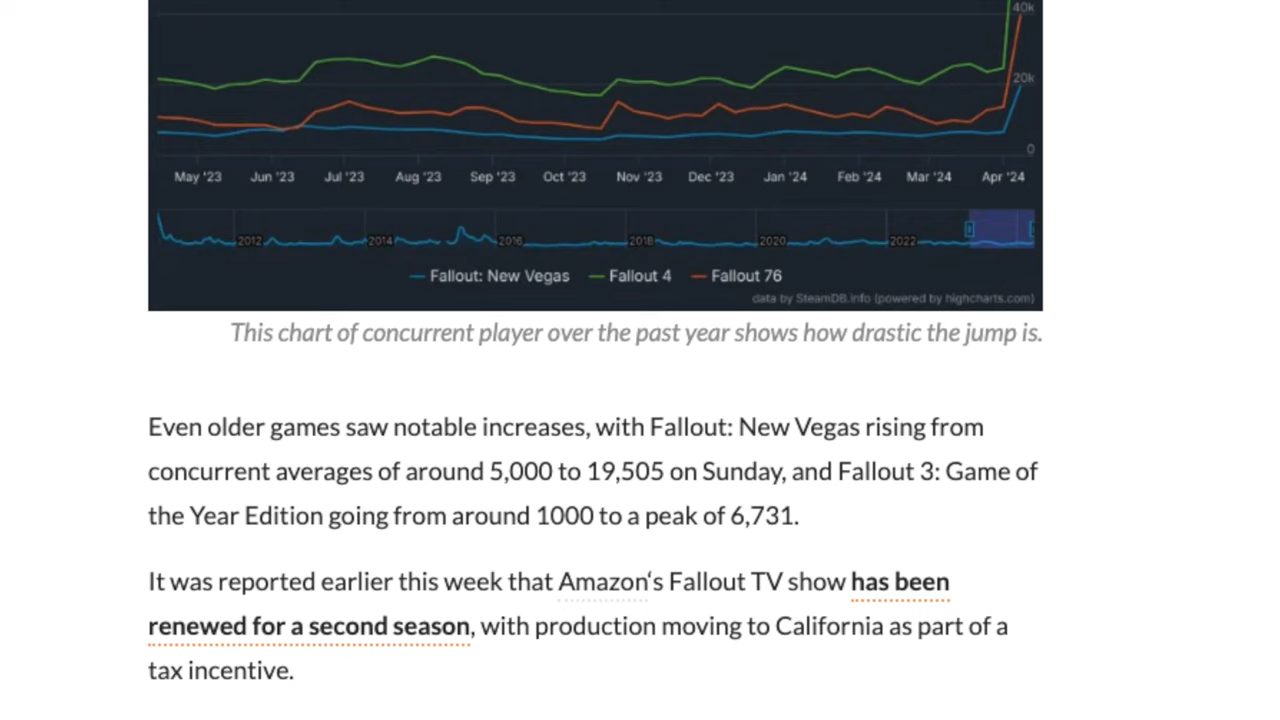 40k
20k
0
May '23 Jun '23 Jul '23 Aug '23 Sep '23 Oct '23 Nov '23 Dec '23 Jan '24 Feb '24 Mar '24 Apr '24
2012 2014 2016 2018 2020 2022
Fallout: New Vegas Fallout 4 Fallout 76
data by SteamDB.info (powered by highcharts.com)
This chart of concurrent player over the past year shows how drastic the jump is.
Even older games saw notable increases, with Fallout: New Vegas rising from
concurrent averages of around 5,000 to 19,505 on Sunday, and Fallout 3: Game of
the Year Edition going from around 1000 to a peak of 6,731.
It was reported earlier this week that Amazon‘s Fallout TV show has been
renewed for a second season, with production moving to California as part of a
tax incentive.